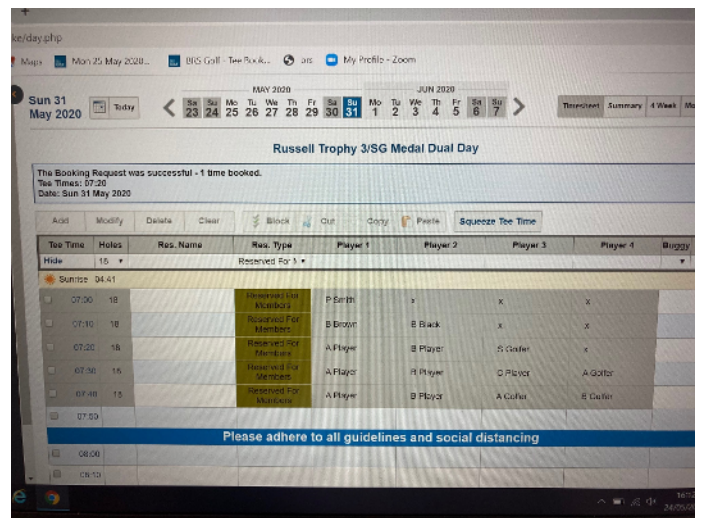 ke/day.php
Maps Mon 25 May 2020... BRS Golf - Tee Book... brs My Profile - Zoom
MAY 2020 JUN 2020
Sun 31 May 2020 Today Sa 23 Su 24 Mo 25 Tu 26 We 27 Th 28 Fr 29 Sa 30 Su 31 Mo 1 Tu 2 We 3 Th 4 Fr 5 Sa 6 Su 7 Timesheet Summary 4 Week Mo
Russell Trophy 3/SG Medal Dual Day
The Booking Request was successful - 1 time booked.
Tee Times: 07:20
Date: Sun 31 May 2020
Add Modify Delete Clear Block Cut Copy Paste Squeeze Tee Time
Tee Time Holes Res. Name Res. Type Player 1 Player 2 Player 3 Player 4 Buggy
Hide 18 Reserved For
Sunrise 04:41
07:00 18 Reserved For Members P Smith x x x
07:10 18 Reserved For Members B Brown B Black x x
07:20 18 Reserved For Members A Player B Player S Golfer x
07:30 18 Reserved For Members A Player B Player C Player A Golfer
07:40 18 Reserved For Members A Player B Player A Golfer B Golfer
07:50
Please adhere to all guidelines and social distancing
08:00
08:10
24/05/20